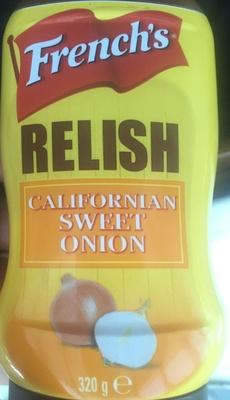 French's
RELISH
CALIFORNIAN
SWEET
ONION
320 g ℮